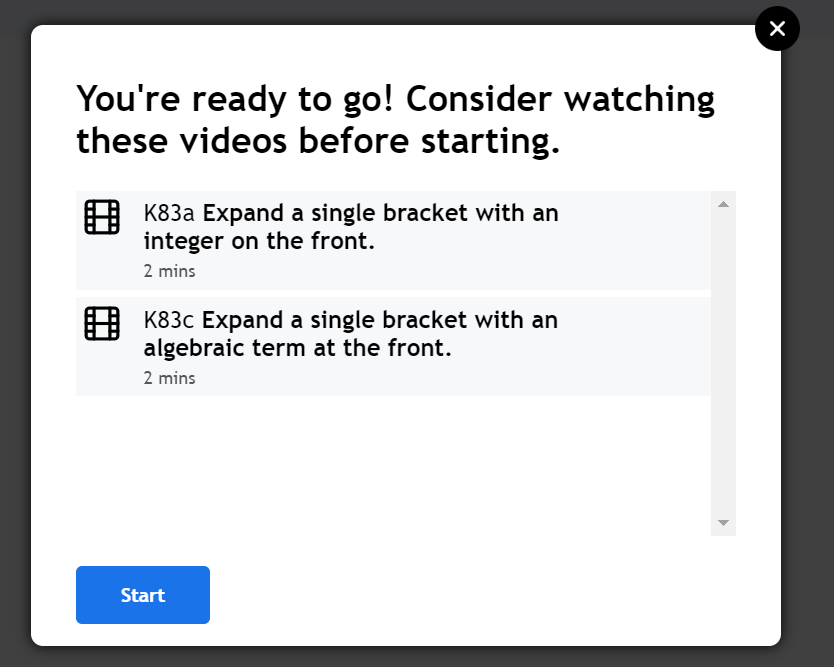 You're ready to go! Consider watching
these videos before starting.
K83a Expand a single bracket with an
integer on the front.
2 mins
K83c Expand a single bracket with an
algebraic term at the front.
2 mins
Start